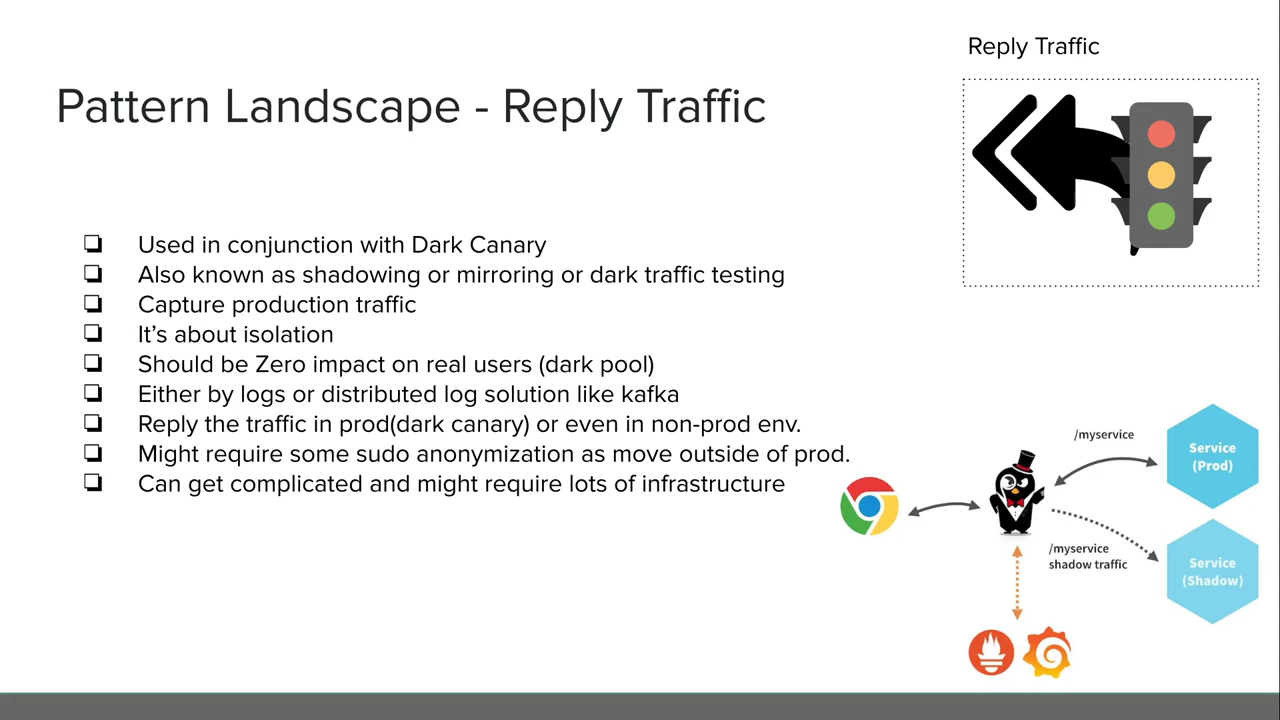 Reply Traffic
Pattern Landscape - Reply Traffic
❏ Used in conjunction with Dark Canary
❏ Also known as shadowing or mirroring or dark traffic testing
❏ Capture production traffic
❏ It’s about isolation
❏ Should be Zero impact on real users (dark pool)
❏ Either by logs or distributed log solution like kafka
❏ Reply the traffic in prod(dark canary) or even in non-prod env.
❏ Might require some sudo anonymization as move outside of prod.
❏ Can get complicated and might require lots of infrastructure
/myservice
Service
(Prod)
/myservice
shadow traffic
Service
(Shadow)